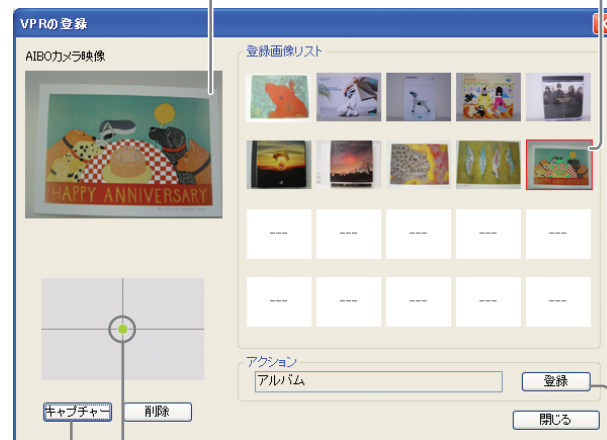 VPRの登録
AIBOカメラ映像
登録画像リスト
HAPPY ANNIVERSARY
---
---
---
---
---
---
---
---
---
---
アクション
アルバム
登録
キャプチャー
削除
閉じる